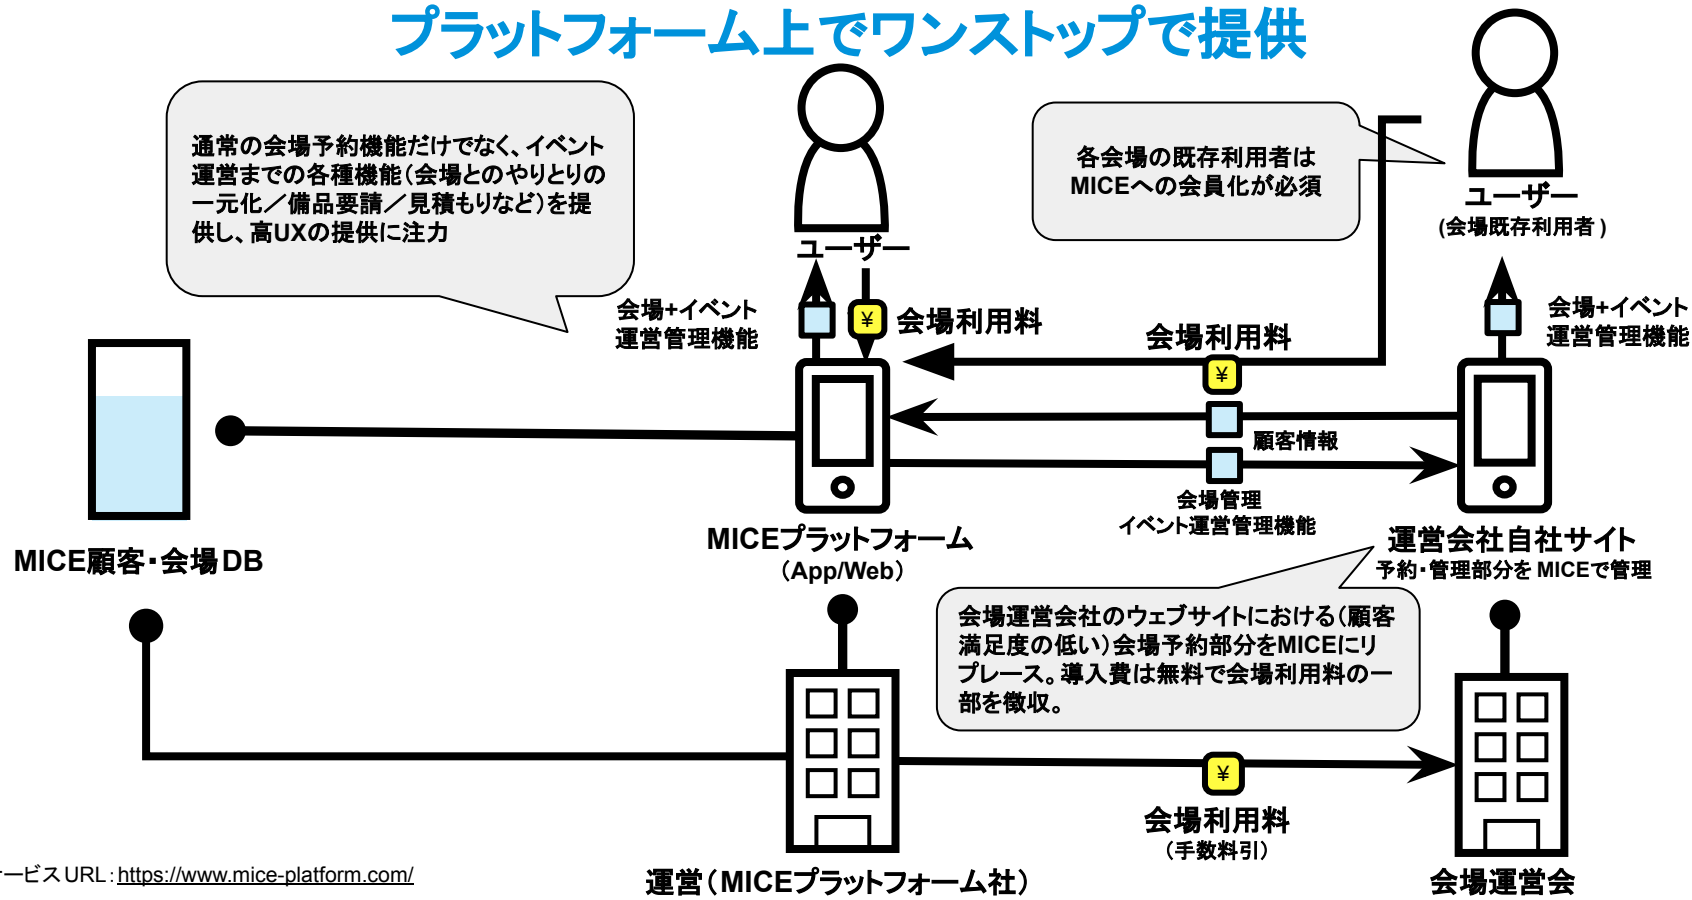 プラットフォーム上でワンストップで提供
通常の会場予約機能だけでなく、イベント
運営までの各種機能（会場とのやりとりの
一元化／備品要請／見積もりなど）を提
供し、高UXの提供に注力
各会場の既存利用者は
MICEへの会員化が必須
ユーザー
ユーザー
(会場既存利用者)
会場+イベント
運営管理機能
¥
会場利用料
会場利用料
¥
会場+イベント
運営管理機能
顧客情報
会場管理
イベント運営管理機能
MICE顧客・会場DB
MICEプラットフォーム
（App/Web）
運営会社自社サイト
予約・管理部分を MICEで管理
会場運営会社のウェブサイトにおける（顧客
満足度の低い）会場予約部分をMICEにリ
プレース。導入費は無料で会場利用料の一
部を徴収。
¥
会場利用料
（手数料引）
ービスURL：https://www.mice-platform.com/
運営（MICEプラットフォーム社）
会場運営会